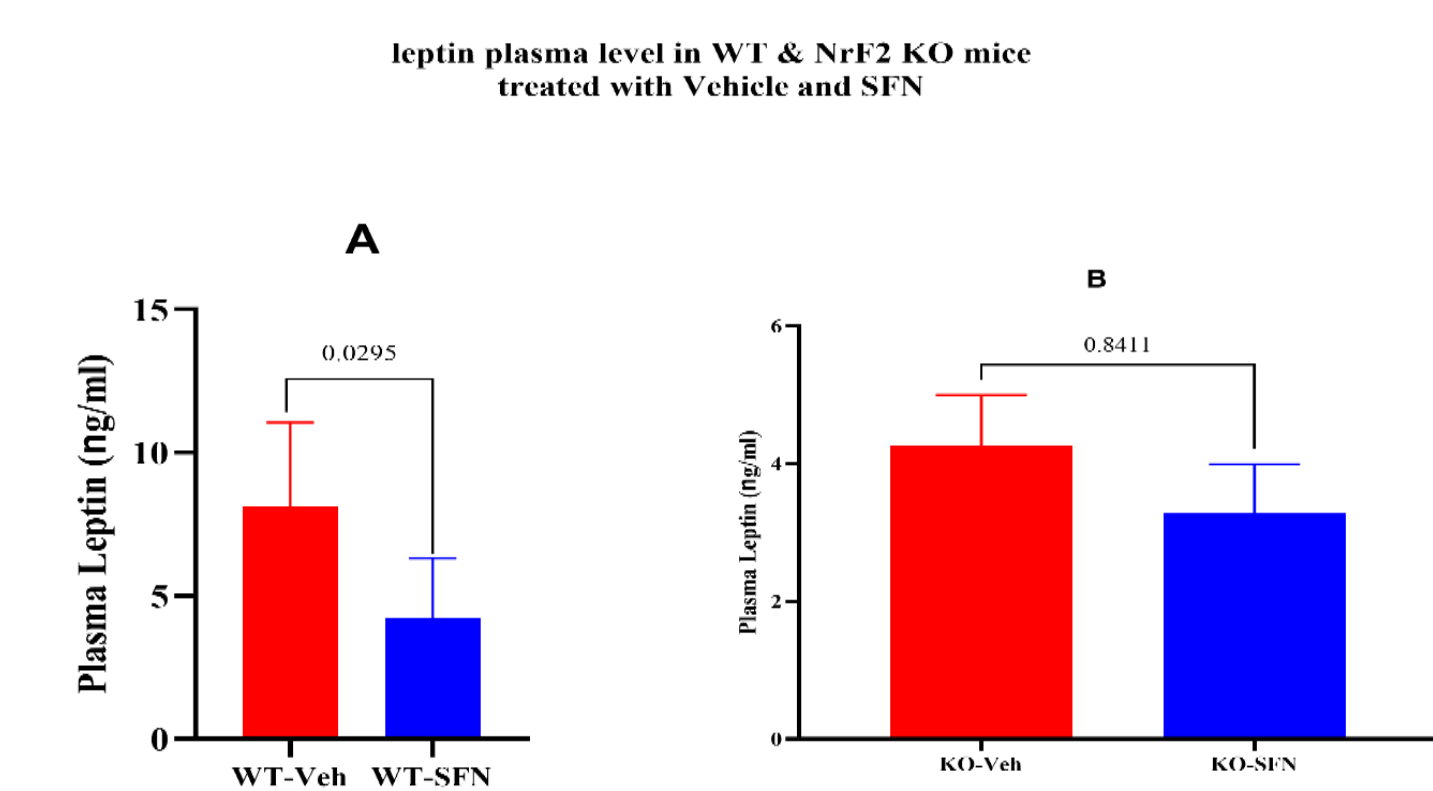 leptin plasma level in WT & NrF2 KO mice
treated with Vehicle and SFN
A
15
10
5
0
Plasma Leptin (ng/ml)
0.0295
WT-Veh
WT-SFN
B
6
4
2
0
Plasma Leptin (ng/ml)
0.8411
KO-Veh
KO-SFN